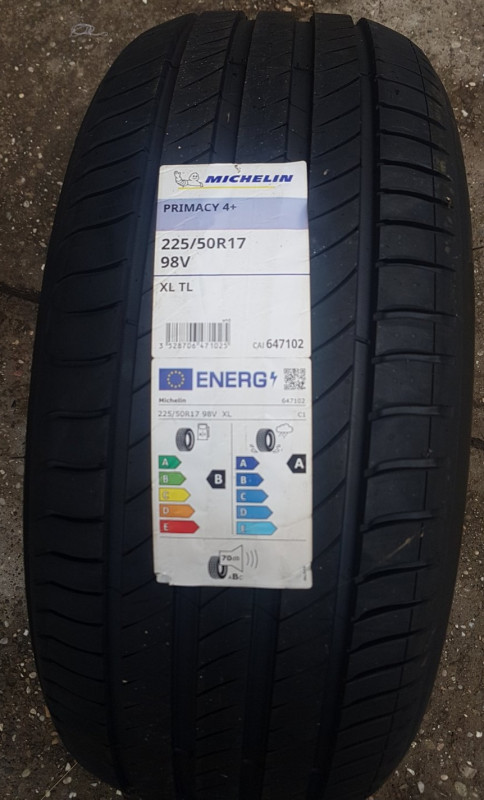 MICHELIN
PRIMACY 4+
225/50R17
98V
XL TL
3 528706 471025
CAI 647102
ENERG
Michelin 647102
225/50R17 98V XL C1
A A A
B B B
C C
D D
E
70dB
ABC